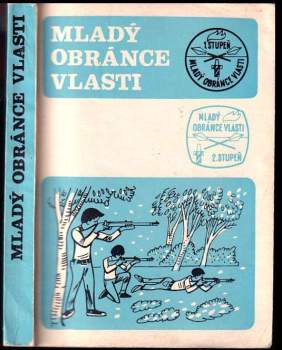 MLADÝ OBRÁNCE VLASTI
MLADÝ
OBRÁNCE
VLASTI
1.STUPEŇ
MLADÝ OBRÁNCE VLASTI
MLADÝ
OBRÁNCE VLASTI
2.STUPEŇ